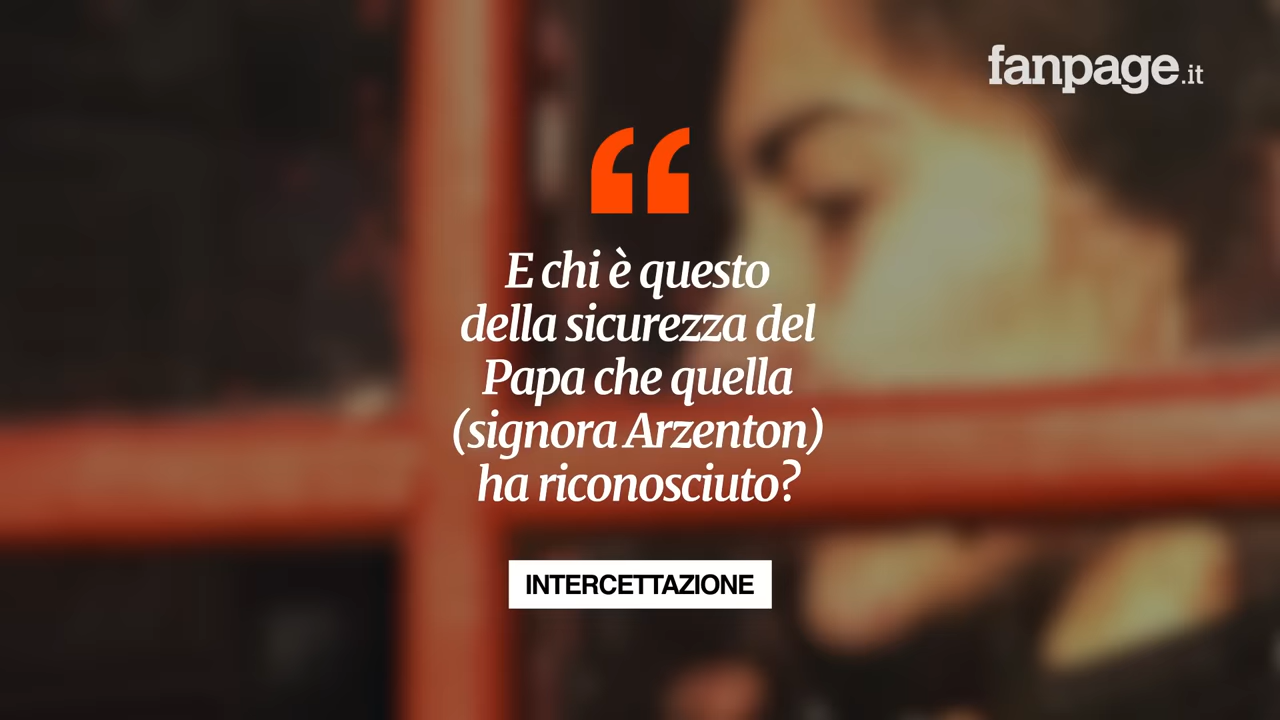 fanpage.it
“
E chi è questo
della sicurezza del
Papa che quella
(signora Arzenton)
ha riconosciuto?
INTERCETTAZIONE